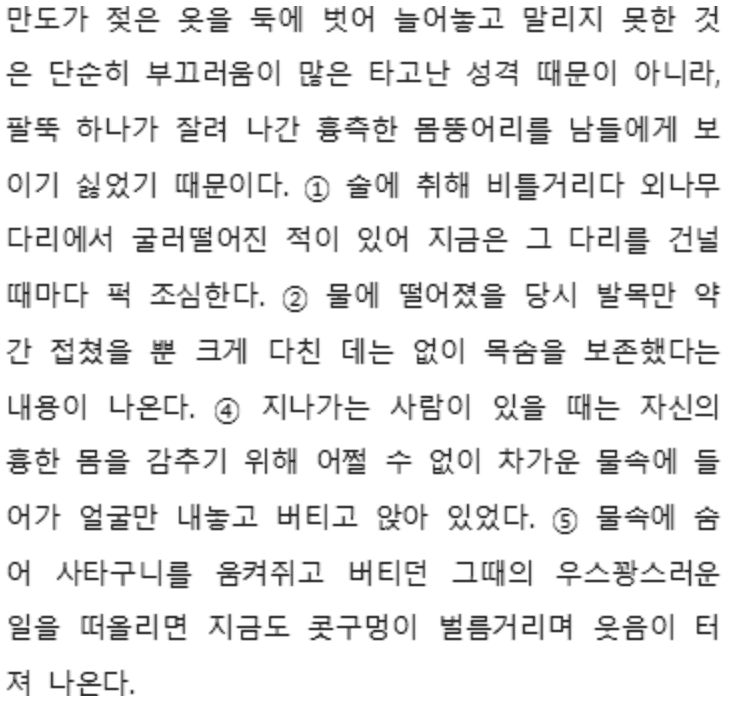 만도가 젖은 옷을 둑에 벗어 늘어놓고 말리지 못한 것
은 단순히 부끄러움이 많은 타고난 성격 때문이 아니라,
팔뚝 하나가 잘려 나간 흉측한 몸뚱어리를 남들에게 보
이기 싫었기 때문이다. ① 술에 취해 비틀거리다 외나무
다리에서 굴러떨어진 적이 있어 지금은 그 다리를 건널
때마다 퍽 조심한다. ② 물에 떨어졌을 당시 발목만 약
간 접쳤을 뿐 크게 다친 데는 없이 목숨을 보존했다는
내용이 나온다. ④ 지나가는 사람이 있을 때는 자신의
흉한 몸을 감추기 위해 어쩔 수 없이 차가운 물속에 들
어가 얼굴만 내놓고 버티고 앉아 있었다. ⑤ 물속에 숨
어 사타구니를 움켜쥐고 버티던 그때의 우스꽝스러운
일을 떠올리면 지금도 콧구멍이 벌름거리며 웃음이 터
져 나온다.